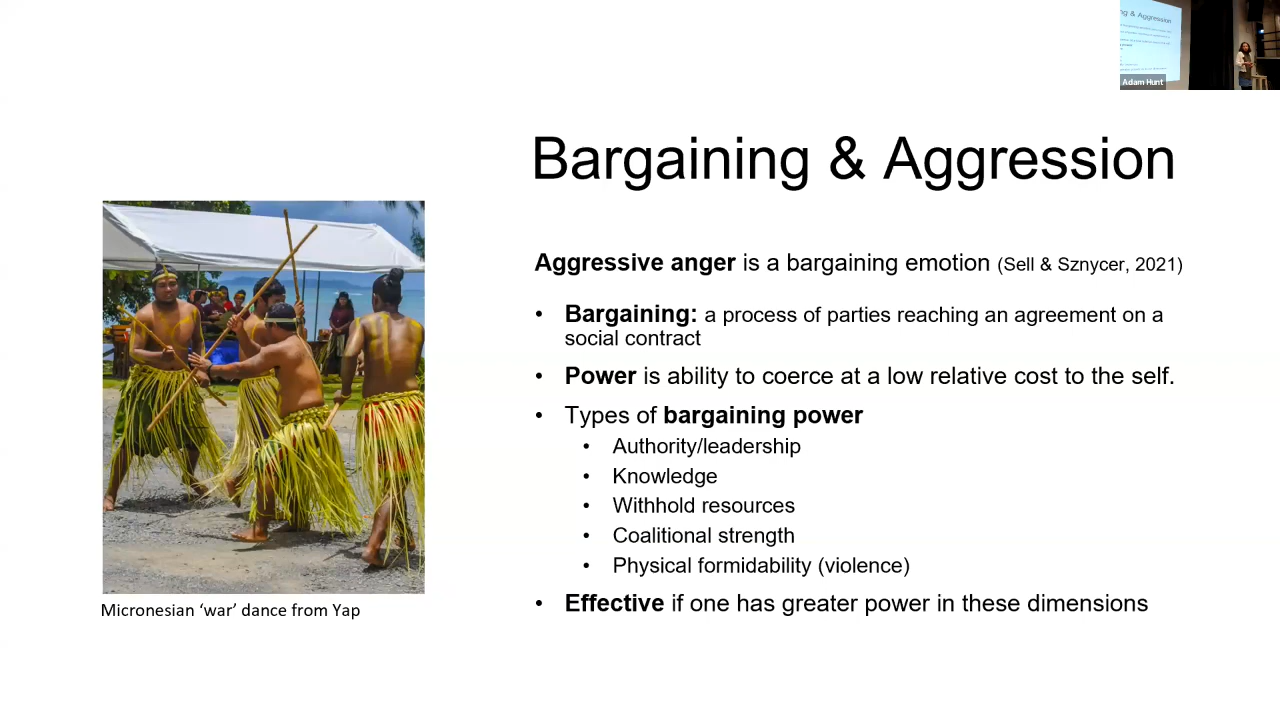 ng & Aggression
Adam Hunt
Bargaining & Aggression
Aggressive anger is a bargaining emotion (Sell & Sznycer, 2021)
• Bargaining: a process of parties reaching an agreement on a
social contract
• Power is ability to coerce at a low relative cost to the self.
• Types of bargaining power
• Authority/leadership
• Knowledge
• Withhold resources
• Coalitional strength
• Physical formidability (violence)
• Effective if one has greater power in these dimensions
Micronesian ‘war’ dance from Yap